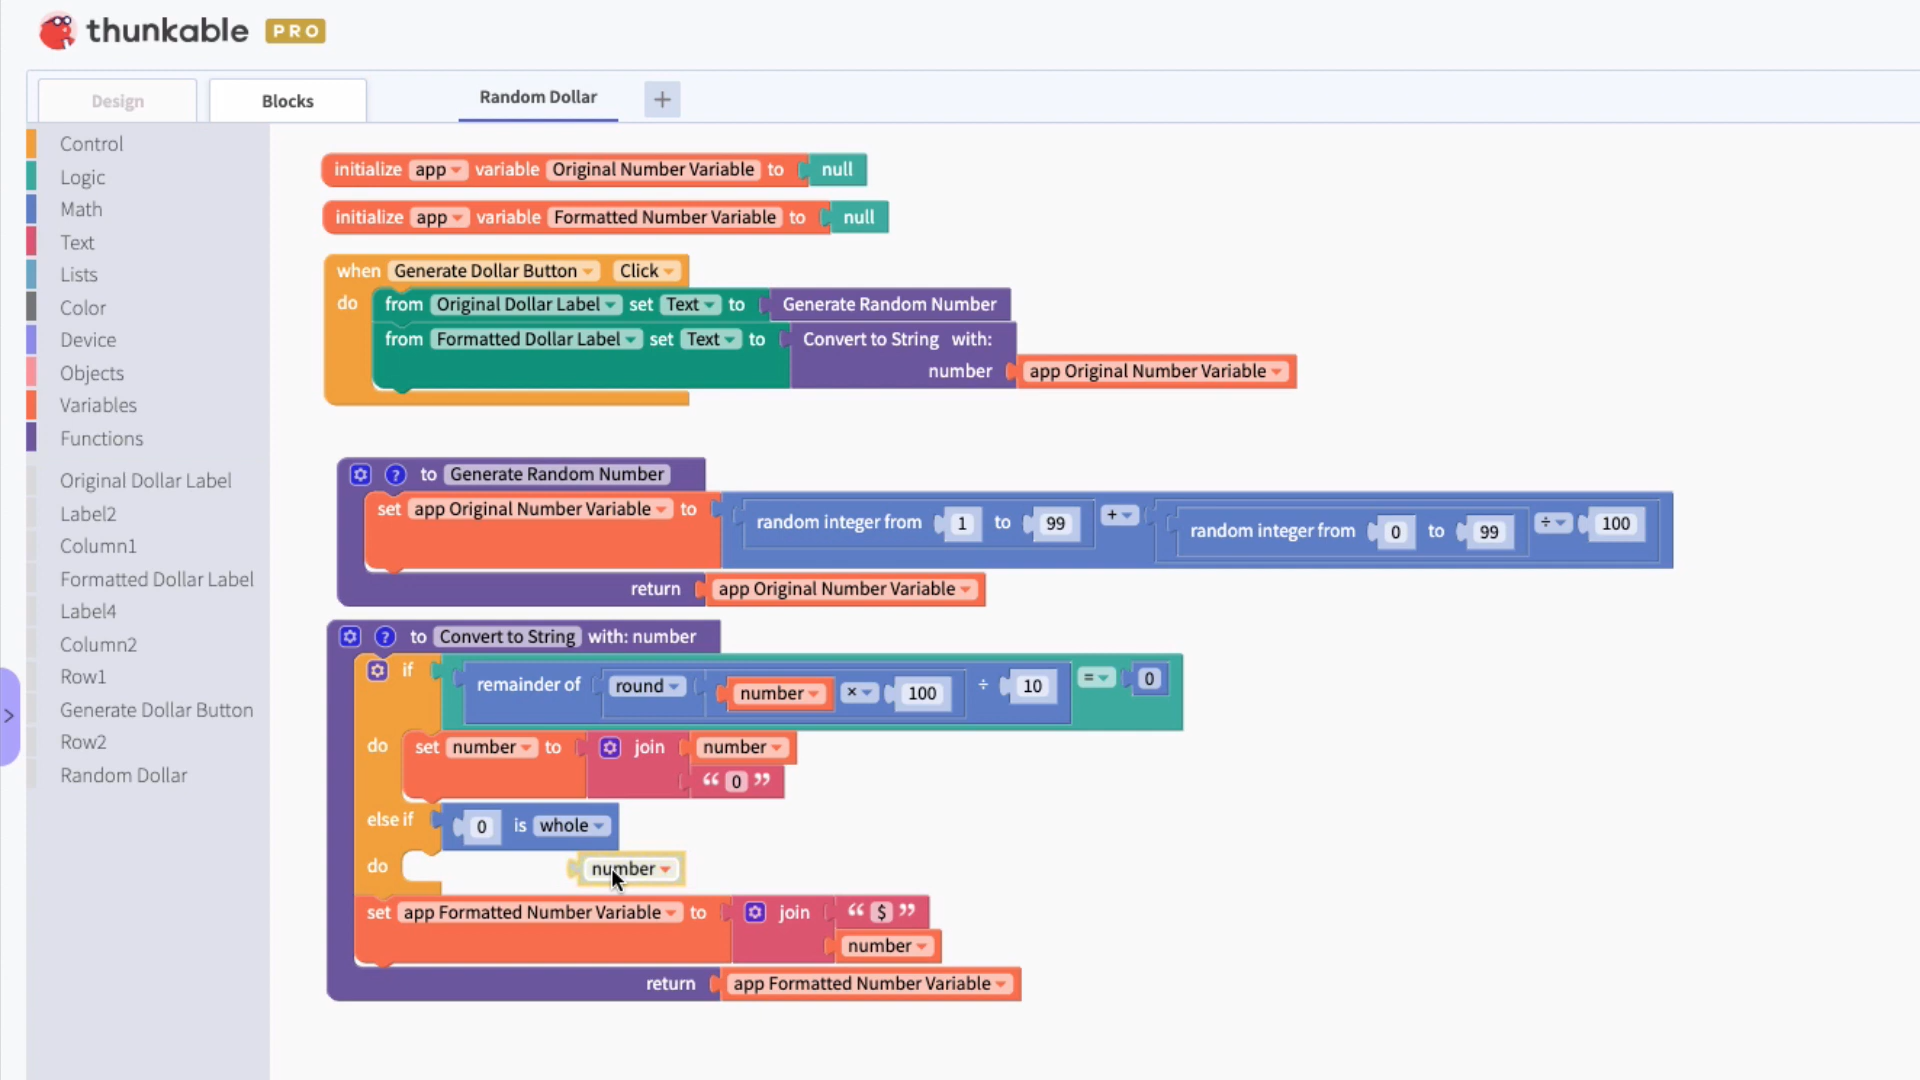 thunkable PRO
Design
Blocks
Random Dollar
+
Control
Logic
Math
Text
Lists
Color
Device
Objects
Variables
Functions
Original Dollar Label
Label2
Column1
Formatted Dollar Label
Label4
Column2
Row1
Generate Dollar Button
Row2
Random Dollar
initialize app variable Original Number Variable to null
initialize app variable Formatted Number Variable to null
when Generate Dollar Button Click
do from Original Dollar Label set Text to Generate Random Number
from Formatted Dollar Label set Text to Convert to String with:
number app Original Number Variable
? to Generate Random Number
set app Original Number Variable to random integer from 1 to 99 + random integer from 0 to 99 ÷ 100
return app Original Number Variable
? to Convert to String with: number
if remainder of round number × 100 ÷ 10 = 0
do set number to join number
“ 0 ”
else if 0 is whole
do number
set app Formatted Number Variable to join “ $ ”
number
return app Formatted Number Variable